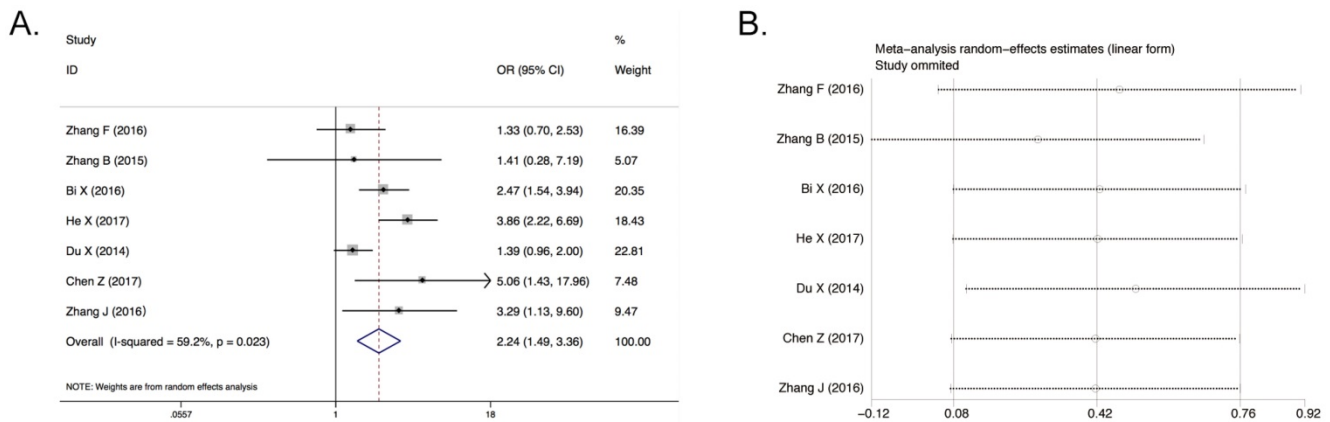 A.
Study %
ID OR (95% CI) Weight
Zhang F (2016) 1.33 (0.70, 2.53) 16.39
Zhang B (2015) 1.41 (0.28, 7.19) 5.07
Bi X (2016) 2.47 (1.54, 3.94) 20.35
He X (2017) 3.86 (2.22, 6.69) 18.43
Du X (2014) 1.39 (0.96, 2.00) 22.81
Chen Z (2017) 5.06 (1.43, 17.96) 7.48
Zhang J (2016) 3.29 (1.13, 9.60) 9.47
Overall (I-squared = 59.2%, p = 0.023) 2.24 (1.49, 3.36) 100.00
NOTE: Weights are from random effects analysis
.0557 1 18
B.
Meta-analysis random-effects estimates (linear form)
Study ommited
Zhang F (2016)
Zhang B (2015)
Bi X (2016)
He X (2017)
Du X (2014)
Chen Z (2017)
Zhang J (2016)
-0.12 0.08 0.42 0.76 0.92